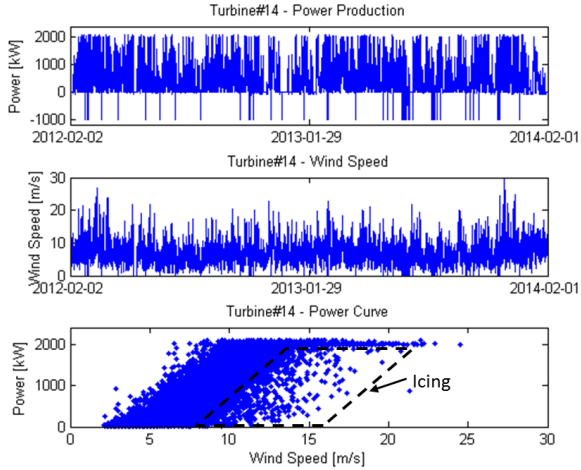 Turbine#14 - Power Production
Power [kW]
2000
1000
0
-1000
2012-02-02 2013-01-29 2014-02-01
Turbine#14 - Wind Speed
Wind Speed [m/s]
30
20
10
0
2012-02-02 2013-01-29 2014-02-01
Turbine#14 - Power Curve
Power [kW]
2000
1000
0
Icing
0 5 10 15 20 25 30
Wind Speed [m/s]